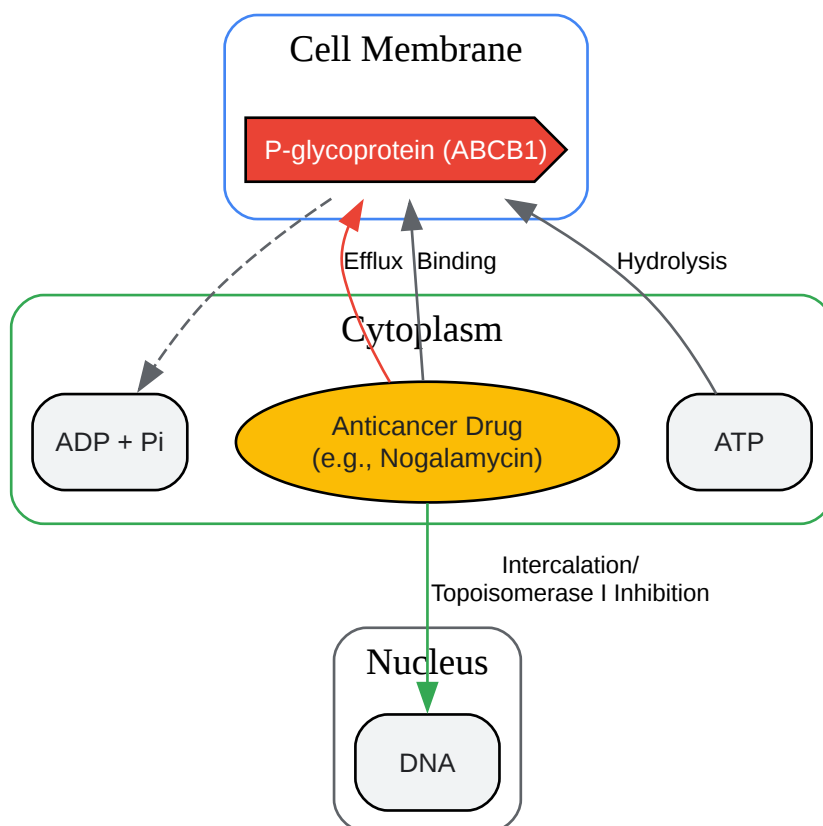 Cell Membrane
P-glycoprotein (ABCB1)
Efflux
Binding
Hydrolysis
Cytoplasm
ADP + Pi
Anticancer Drug
(e.g., Nogalamycin)
ATP
Intercalation/
Topoisomerase I Inhibition
Nucleus
DNA